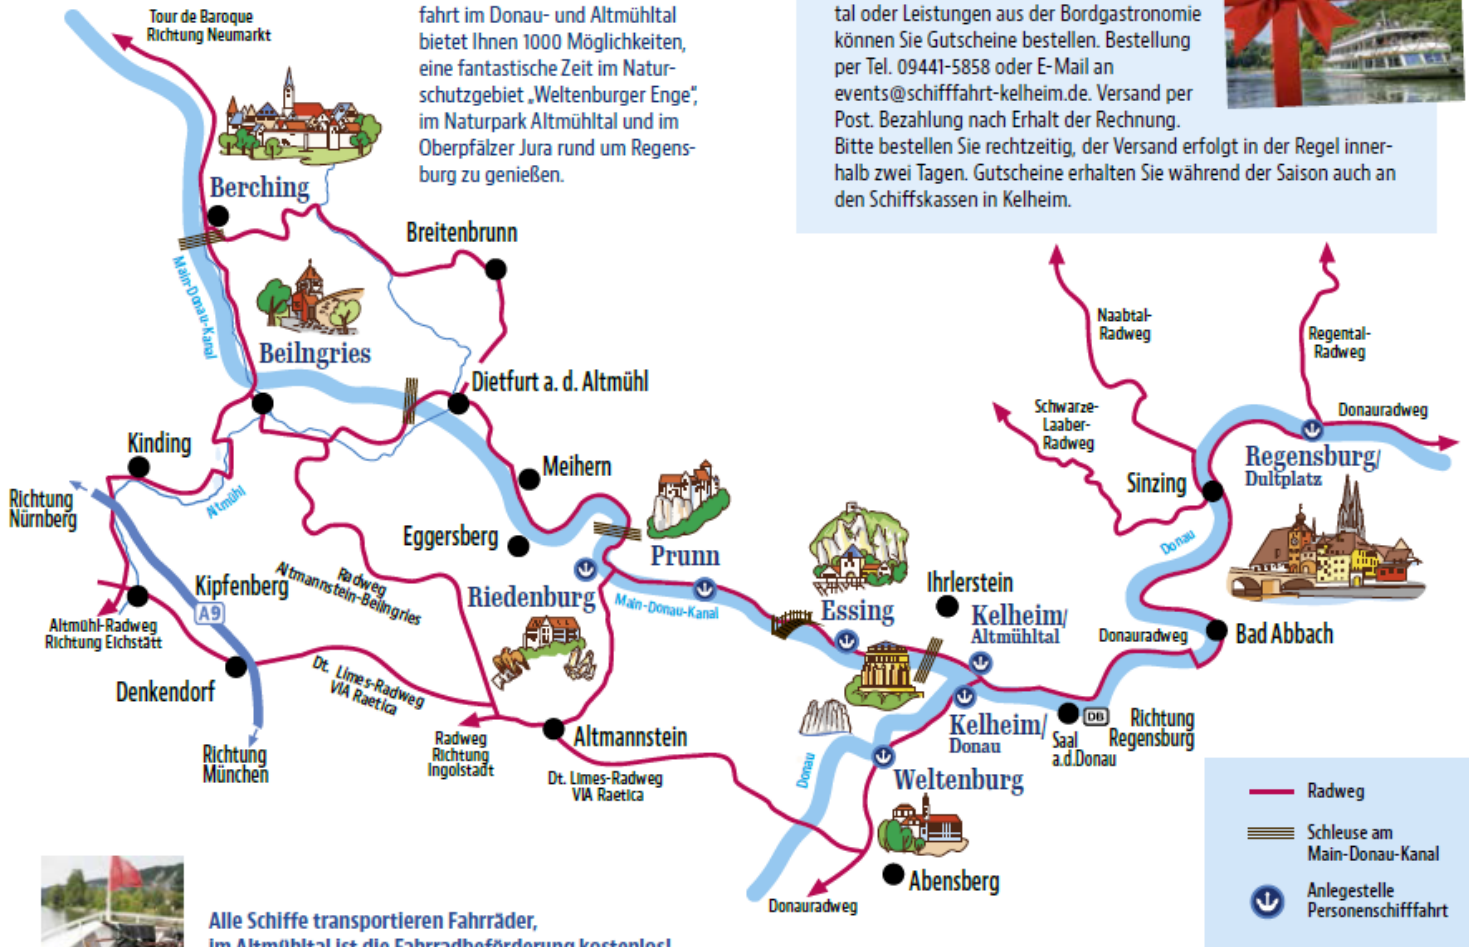 Tour de Baroque
Richtung Neumarkt
fahrt im Donau- und Altmühltal
bietet Ihnen 1000 Möglichkeiten,
eine fantastische Zeit im Natur-
schutzgebiet „Weltenburger Enge“,
im Naturpark Altmühltal und im
Oberpfälzer Jura rund um Regens-
burg zu genießen.
tal oder Leistungen aus der Bordgastronomie
können Sie Gutscheine bestellen. Bestellung
per Tel. 09441-5858 oder E-Mail an
events@schifffahrt-kelheim.de. Versand per
Post. Bezahlung nach Erhalt der Rechnung.
Bitte bestellen Sie rechtzeitig, der Versand erfolgt in der Regel inner-
halb zwei Tagen. Gutscheine erhalten Sie während der Saison auch an
den Schiffskassen in Kelheim.
Berching
Breitenbrunn
Main-Donau-Kanal
Beilngries
Dietfurt a. d. Altmühl
Kinding
Altmühl
Richtung
Nürnberg
Meihern
Eggersberg
Prunn
Riedenburg
Main-Donau-Kanal
Radweg
Altmannstein-Beilngries
Kipfenberg
A9
Altmühl-Radweg
Richtung Eichstätt
Denkendorf
Dt. Limes-Radweg
VIA Raetica
Richtung
München
Radweg
Richtung
Ingolstadt
Altmannstein
Dt. Limes-Radweg
VIA Raetica
Essing
Ihrlerstein
Kelheim/
Altmühltal
Kelheim/
Donau
Donau
Weltenburg
Abensberg
Donauradweg
Naabtal-
Radweg
Regental-
Radweg
Schwarze-
Laaber-
Radweg
Donauradweg
Regensburg/
Dultplatz
Sinzing
Donau
Donauradweg
Bad Abbach
DB
Saal
a.d.Donau
Richtung
Regensburg
Radweg
Schleuse am
Main-Donau-Kanal
Anlegestelle
Personenschifffahrt
Alle Schiffe transportieren Fahrräder,
im Altmühltal ist die Fahrradbeförderung kostenlos!